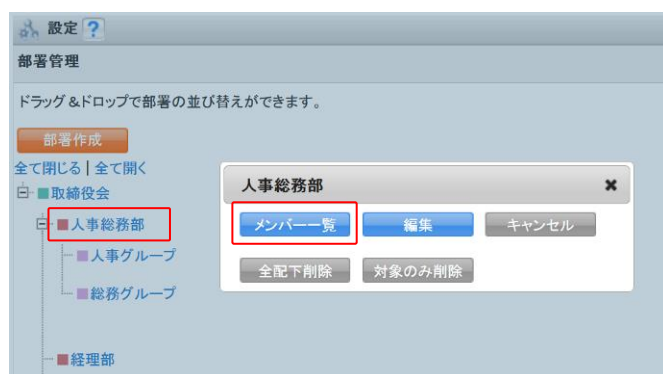 設定 ?
部署管理
ドラッグ&ドロップで部署の並び替えができます。
部署作成
全て閉じる | 全て開く
取締役会
人事総務部
人事グループ
総務グループ
経理部
人事総務部
メンバー一覧 編集 キャンセル
全配下削除 対象のみ削除